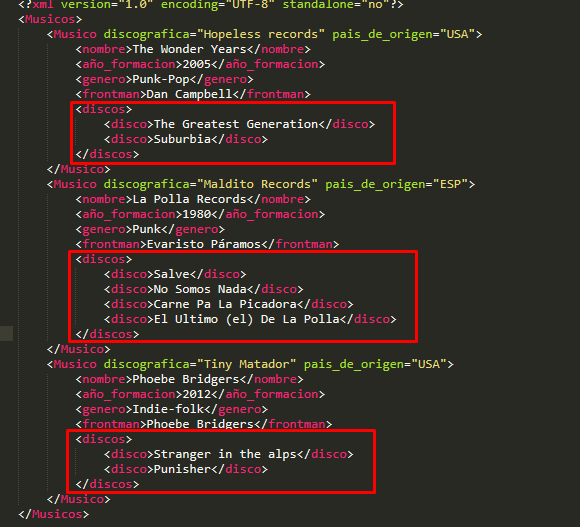 <?xml version="1.0" encoding="UTF-8" standalone="no"?>
<Musicos>
<Musico discografica="Hopeless records" pais_de_origen="USA">
<nombre>The Wonder Years</nombre>
<año_formacion>2005</año_formacion>
<genero>Punk-Pop</genero>
<frontman>Dan Campbell</frontman>
<discos>
<disco>The Greatest Generation</disco>
<disco>Suburbia</disco>
</discos>
</Musico>
<Musico discografica="Maldito Records" pais_de_origen="ESP">
<nombre>La Polla Records</nombre>
<año_formacion>1980</año_formacion>
<genero>Punk</genero>
<frontman>Evaristo Páramos</frontman>
<discos>
<disco>Salve</disco>
<disco>No Somos Nada</disco>
<disco>Carne Pa La Picadora</disco>
<disco>El Ultimo (el) De La Polla</disco>
</discos>
</Musico>
<Musico discografica="Tiny Matador" pais_de_origen="USA">
<nombre>Phoebe Bridgers</nombre>
<año_formacion>2012</año_formacion>
<genero>Indie-folk</genero>
<frontman>Phoebe Bridgers</frontman>
<discos>
<disco>Stranger in the alps</disco>
<disco>Punisher</disco>
</discos>
</Musico>
</Musicos>